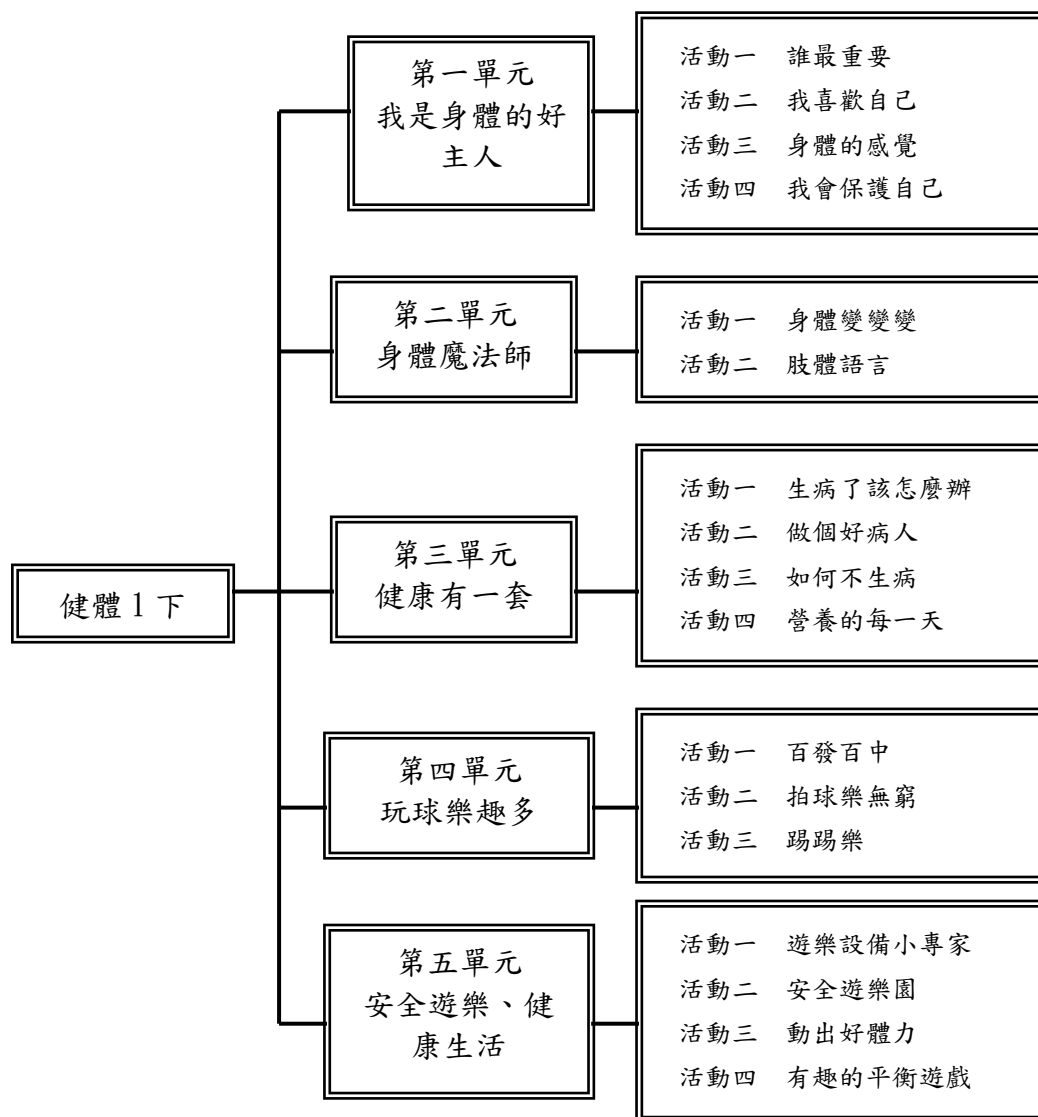 健體1下
第一單元
我是身體的好
主人
活動一　誰最重要
活動二　我喜歡自己
活動三　身體的感覺
活動四　我會保護自己
第二單元
身體魔法師
活動一　身體變變變
活動二　肢體語言
第三單元
健康有一套
活動一　生病了該怎麼辦
活動二　做個好病人
活動三　如何不生病
活動四　營養的每一天
第四單元
玩球樂趣多
活動一　百發百中
活動二　拍球樂無窮
活動三　踢踢樂
第五單元
安全遊樂、健
康生活
活動一　遊樂設備小專家
活動二　安全遊樂園
活動三　動出好體力
活動四　有趣的平衡遊戲